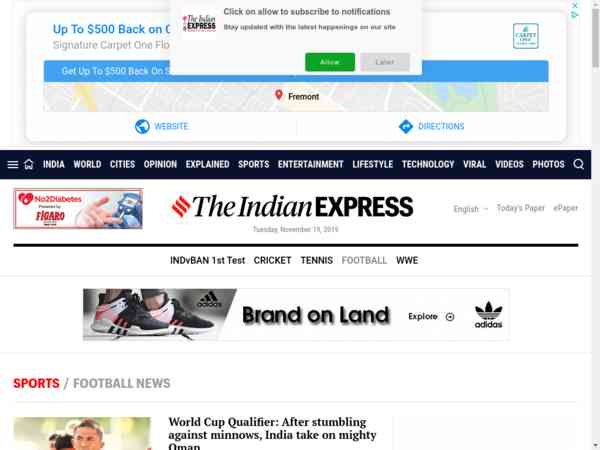 Click on allow to subscribe to notifications
Stay updated with the latest happenings on our site
The Indian
EXPRESS
Allow
Later
Up To $500 Back on
Signature Carpet One Flo
CARPET
ONE
Get Up To $500 Back On S
Fremont
WEBSITE
DIRECTIONS
INDIA WORLD CITIES OPINION EXPLAINED SPORTS ENTERTAINMENT LIFESTYLE TECHNOLOGY VIRAL VIDEOS PHOTOS
No2Diabetes
Powered by
FIGARO
The Indian EXPRESS
Tuesday, November 19, 2019
English
Today's Paper
ePaper
INDvBAN 1st Test CRICKET TENNIS FOOTBALL WWE
adidas
Brand on Land
Explore
adidas
SPORTS / FOOTBALL NEWS
World Cup Qualifier: After stumbling
against minnows, India take on mighty
Oman